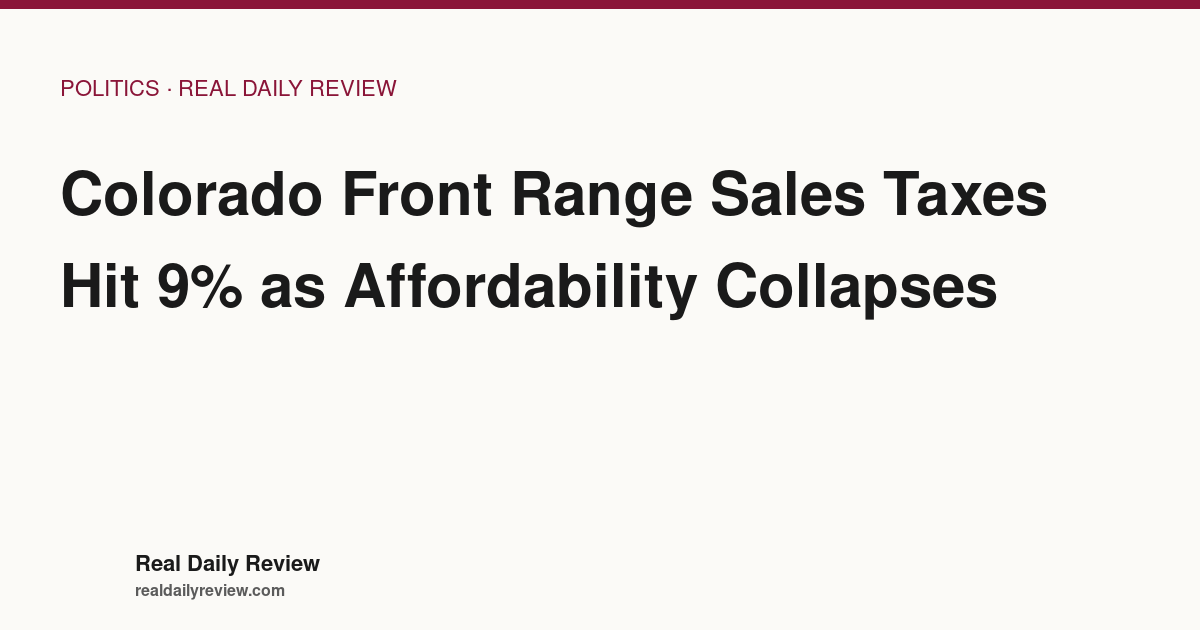 POLITICS · REAL DAILY REVIEW
Colorado Front Range Sales Taxes
Hit 9% as Affordability Collapses
Real Daily Review
realdailyreview.com